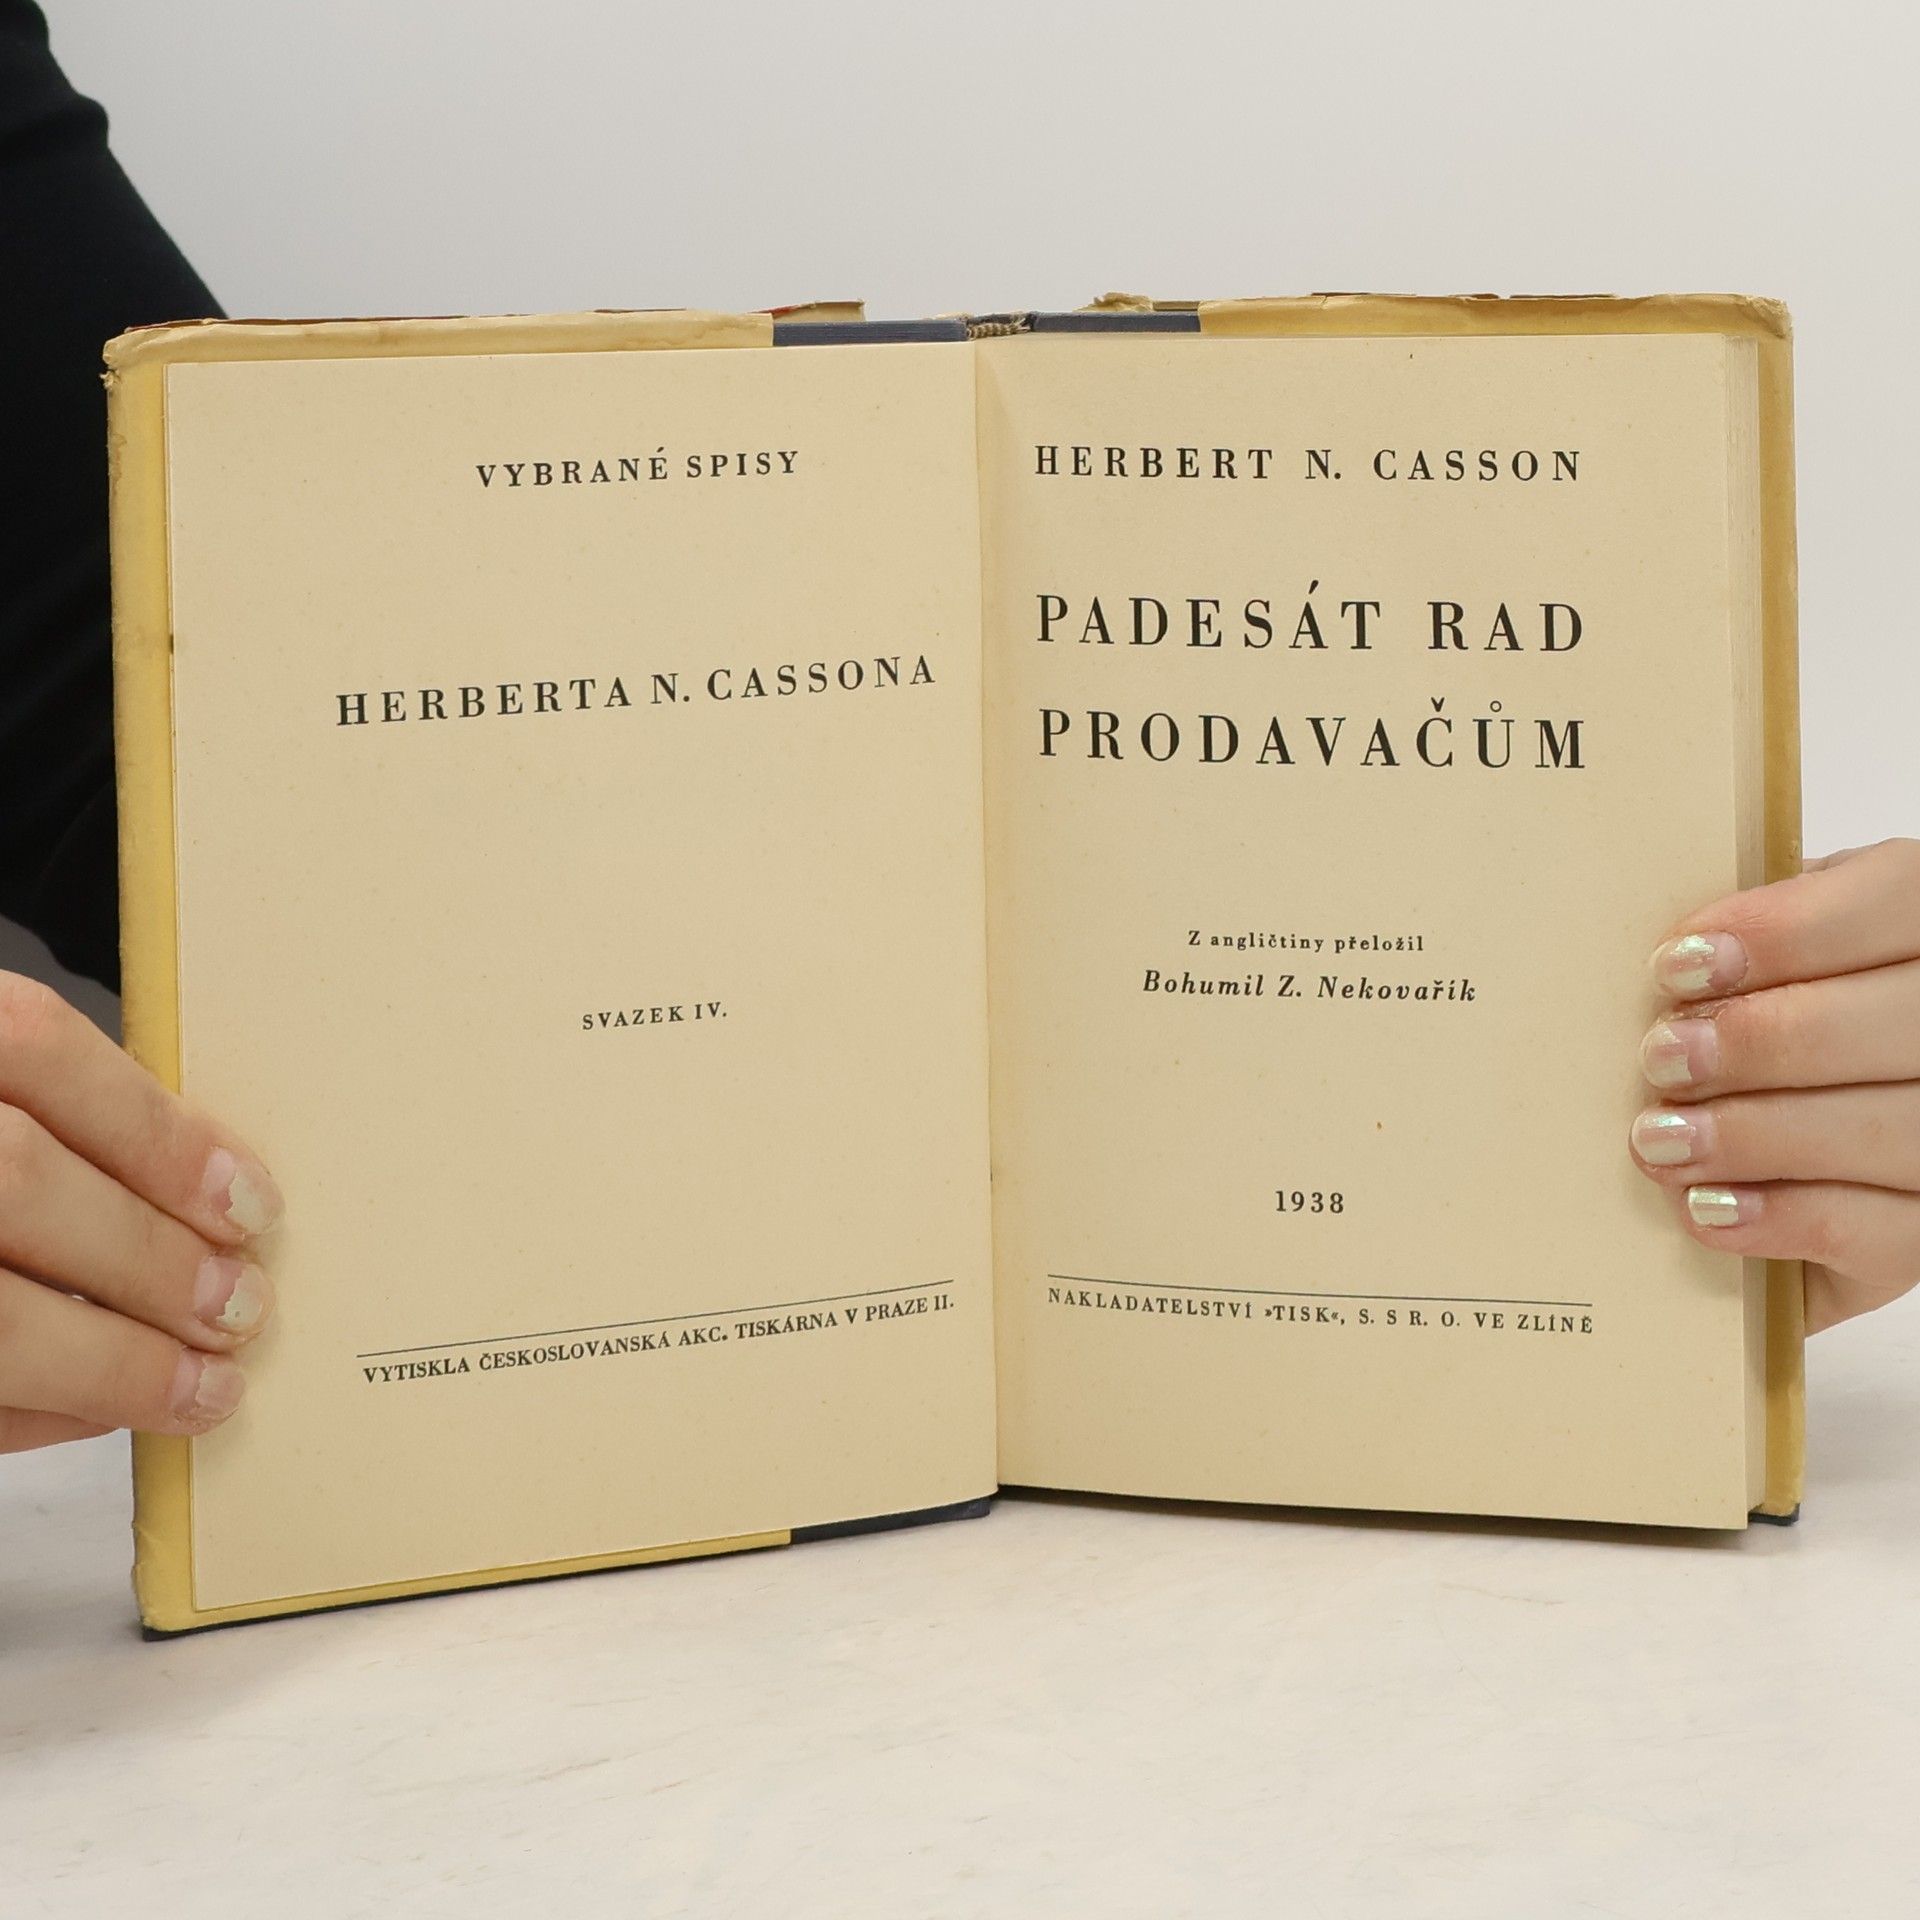 VYBRANÉ SPISY
HERBERTA N. CASSONA
SVAZEK IV.
VYTISKLA ČESKOSLOVANSKÁ AKC. TISKÁRNA V PRAZE II.
HERBERT N. CASSON
PADESÁT RAD
PRODAVAČŮM
Z angličtiny přeložil
Bohumil Z. Nekovařík
1938
NAKLADATELSTVÍ »TISK«, S. S R. O. VE ZLÍNĚ